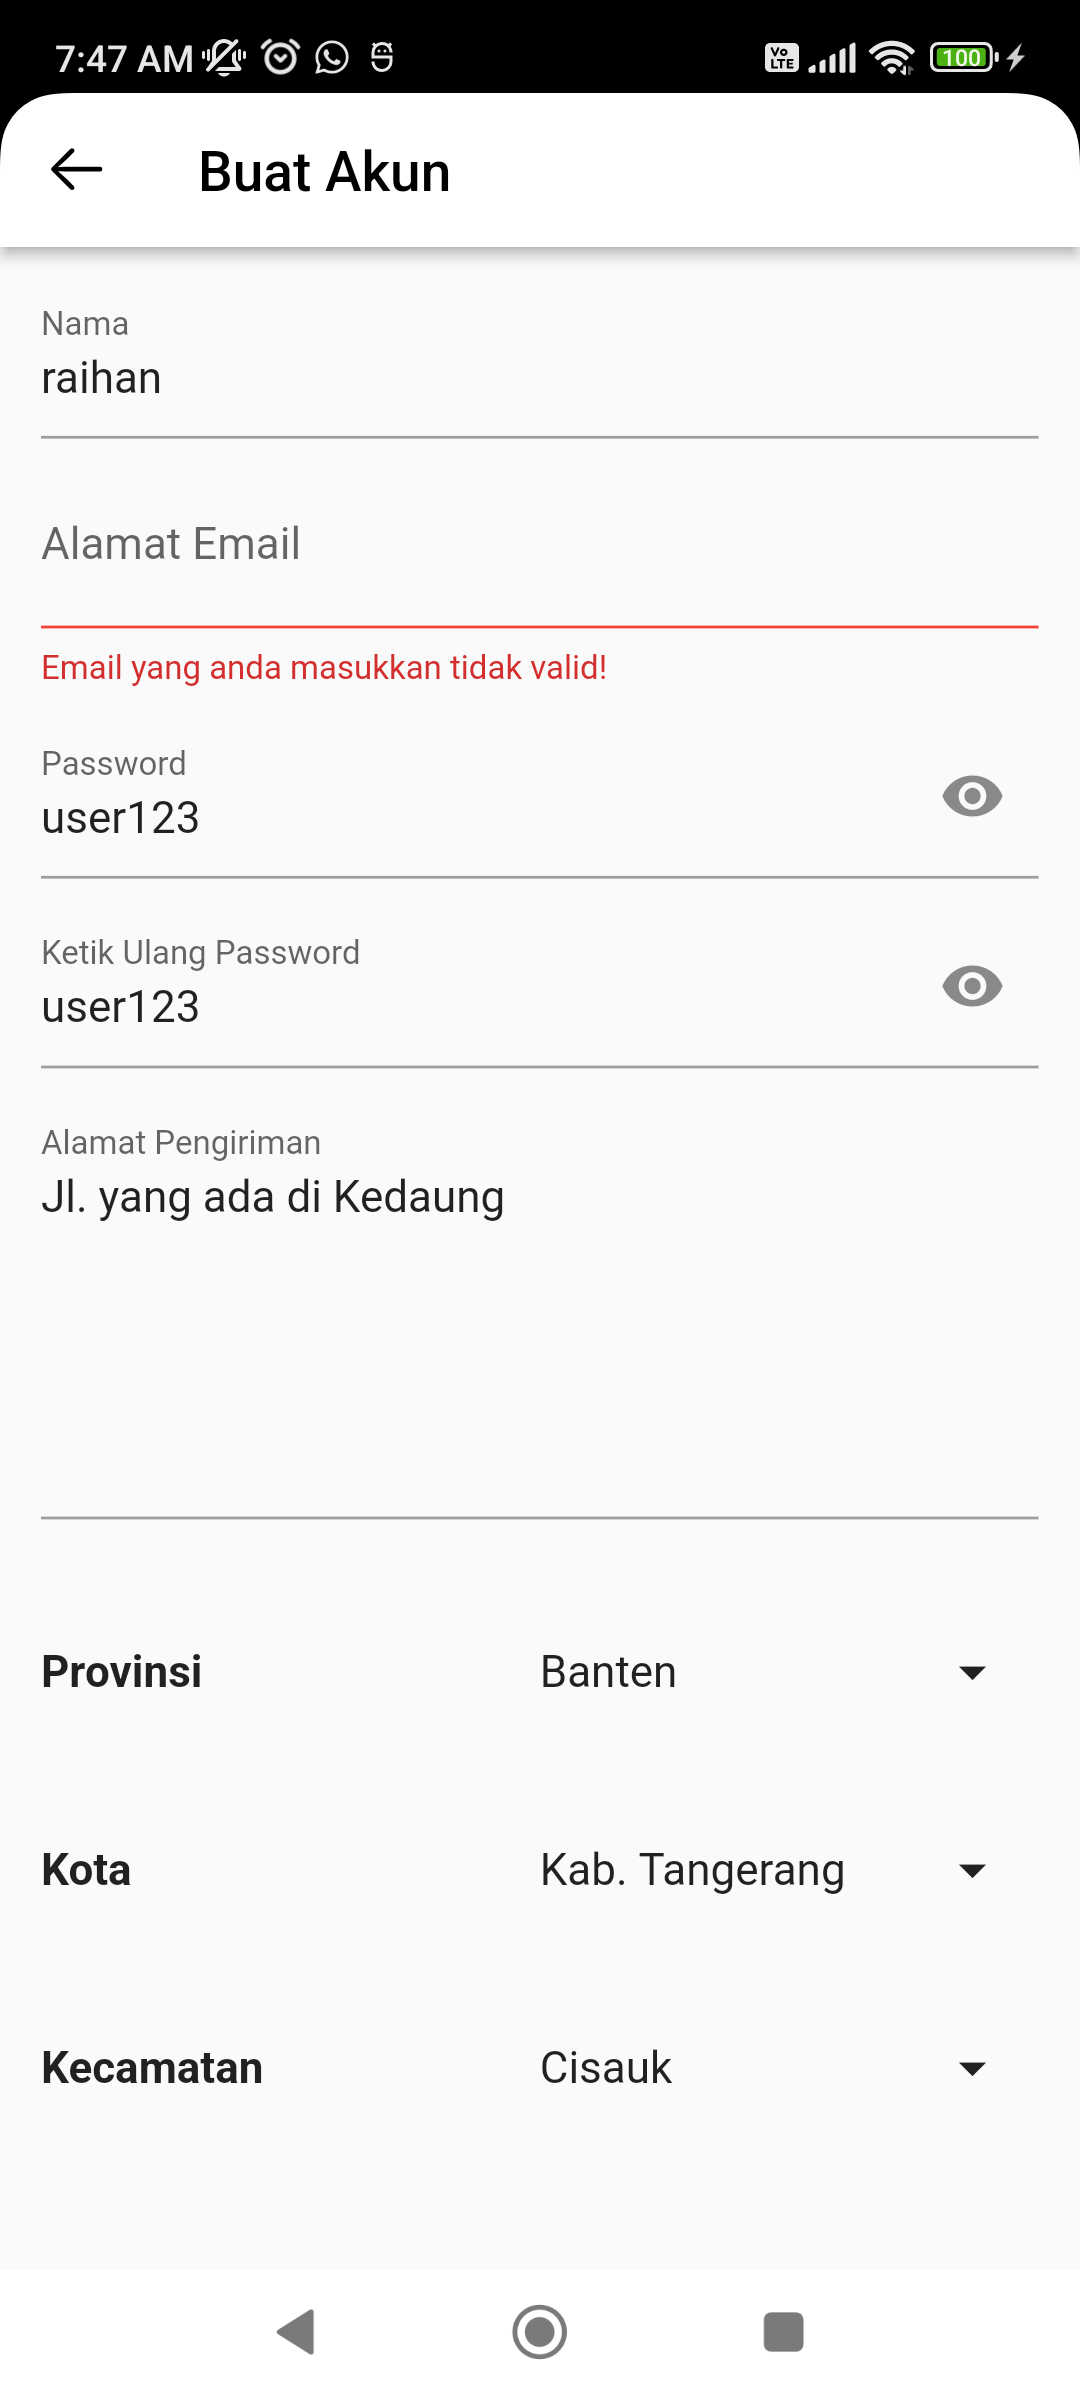 7:47 AM
Vo LTE
100
Buat Akun
Nama
raihan
Alamat Email
Email yang anda masukkan tidak valid!
Password
user123
Ketik Ulang Password
user123
Alamat Pengiriman
Jl. yang ada di Kedaung
Provinsi Banten
Kota Kab. Tangerang
Kecamatan Cisauk